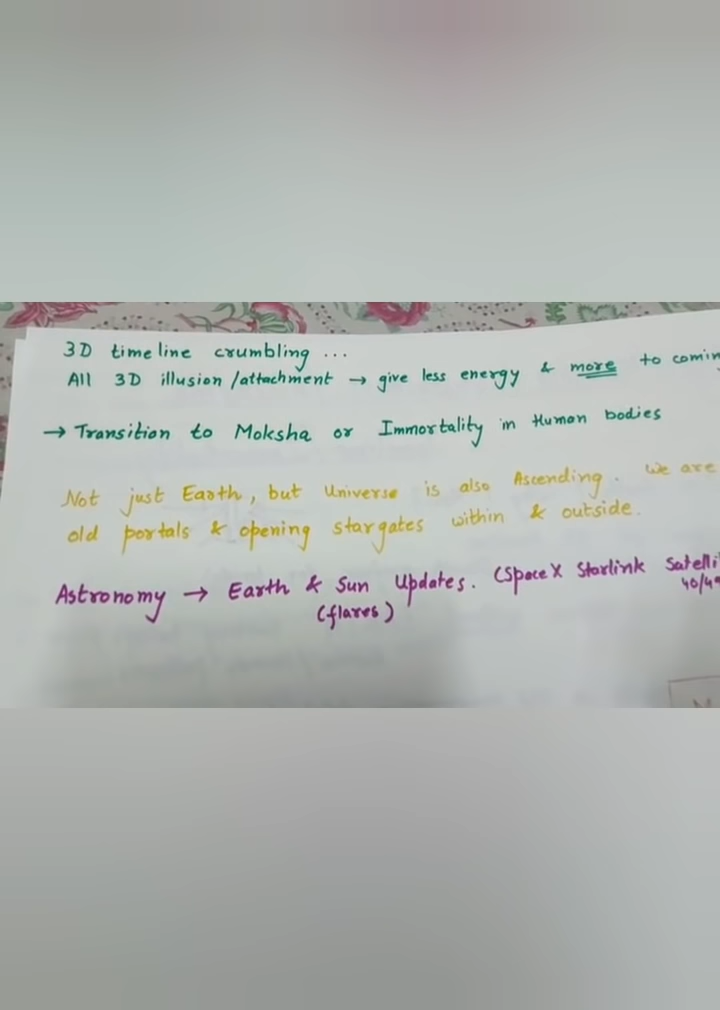 3D timeline crumbling...
All 3D illusion/attachment → give less energy & more to comin
→ Transition to Moksha or Immortality in Human bodies
Not just Earth, but Universe is also Ascending. We are
old portals & opening stargates within & outside.
Astronomy → Earth & Sun Updates. (SpaceX Starlink Satelli
(flares)